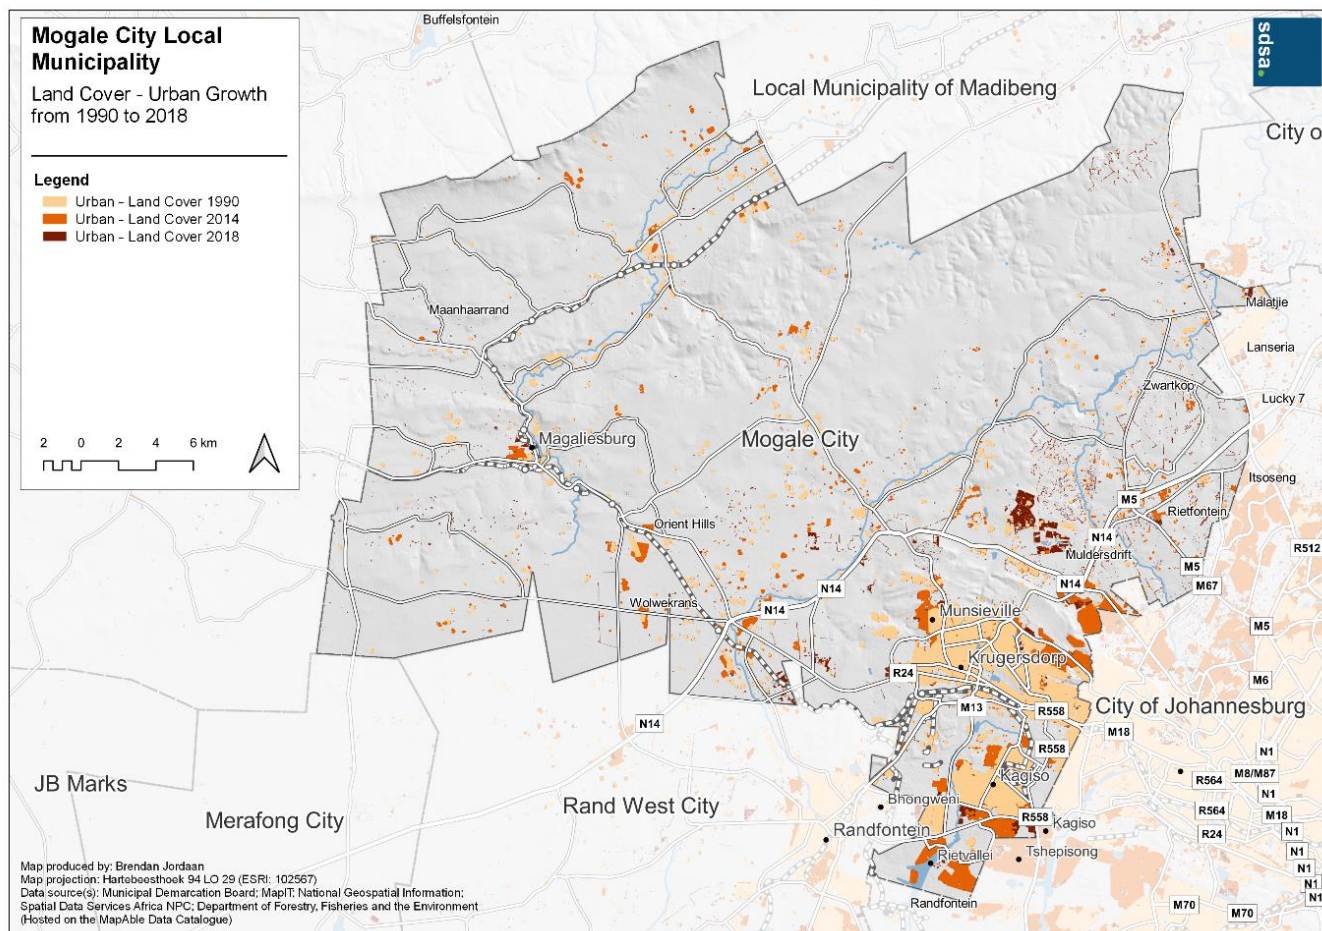 Mogale City Local
Municipality
Land Cover - Urban Growth
from 1990 to 2018
Legend
Urban - Land Cover 1990
Urban - Land Cover 2014
Urban - Land Cover 2018
2 0 2 4 6 km
sdsa.
Buffelsfontein
Local Municipality of Madibeng
City o
Malatjie
Maanhaarrand
Lanseria
Zwartkop
Lucky 7
Magaliesburg
Mogale City
Itsoseng
M5
Rietfontein
Orient Hills
N14
R512
Muldersdrift
M5
N14
N14
M67
Wolwekrans
N14
Munsieville
M5
Krugersdorp
R24
M6
M13
R558
City of Johannesburg
N14
M18
R558
N1
R564
M8/M87
JB Marks
Kagiso
N1
Rand West City
Bhongweni
Merafong City
R558
R564
M18
Randfontein
Kagiso
R24
N1
Rietvallei
Tshepisong
N1
N1
Randfontein
N1
M70
M70
Map produced by: Brendan Jordaan
Map projection: Hartebeesthoek 94 LO 29 (ESRI: 102567)
Data source(s): Municipal Demarcation Board; MapIT: National Geospatial Information;
Spatial Data Services Africa NPC; Department of Forestry, Fisheries and the Environment
(Hosted on the MapAble Data Catalogue)